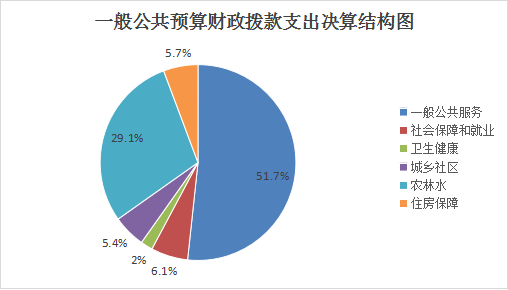 一般公共预算财政拨款支出决算结构图
5.7%
29.1%
51.7%
5.4%
2%
6.1%
一般公共服务
社会保障和就业
卫生健康
城乡社区
农林水
住房保障